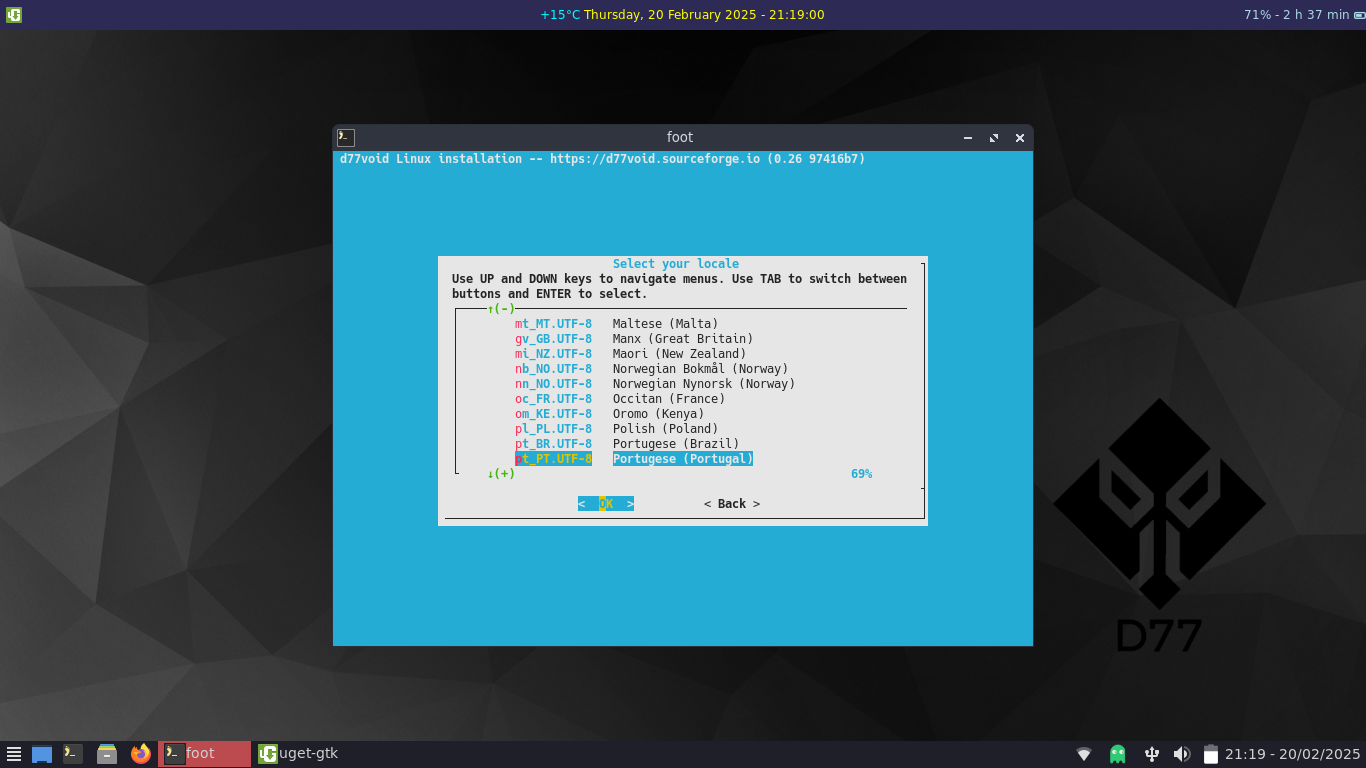 +15°C Thursday, 20 February 2025 - 21:19:00
71% - 2 h 37 min
foot
d77void Linux installation -- https://d77void.sourceforge.io (0.26 97416b7)
Select your locale
Use UP and DOWN keys to navigate menus. Use TAB to switch between
buttons and ENTER to select.
↑(-)
mt_MT.UTF-8 Maltese (Malta)
gv_GB.UTF-8 Manx (Great Britain)
mi_NZ.UTF-8 Maori (New Zealand)
nb_NO.UTF-8 Norwegian Bokmål (Norway)
nn_NO.UTF-8 Norwegian Nynorsk (Norway)
oc_FR.UTF-8 Occitan (France)
om_KE.UTF-8 Oromo (Kenya)
pl_PL.UTF-8 Polish (Poland)
pt_BR.UTF-8 Portugese (Brazil)
pt_PT.UTF-8 Portugese (Portugal)
↓(+) 69%
< OK > < Back >
D77
foot uget-gtk 21:19 - 20/02/2025